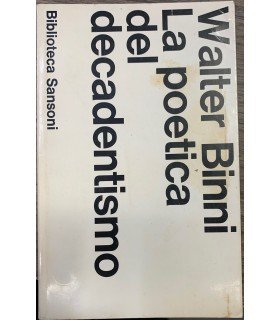 Walter Binni
La poetica
del
decadentismo
Biblioteca Sansoni